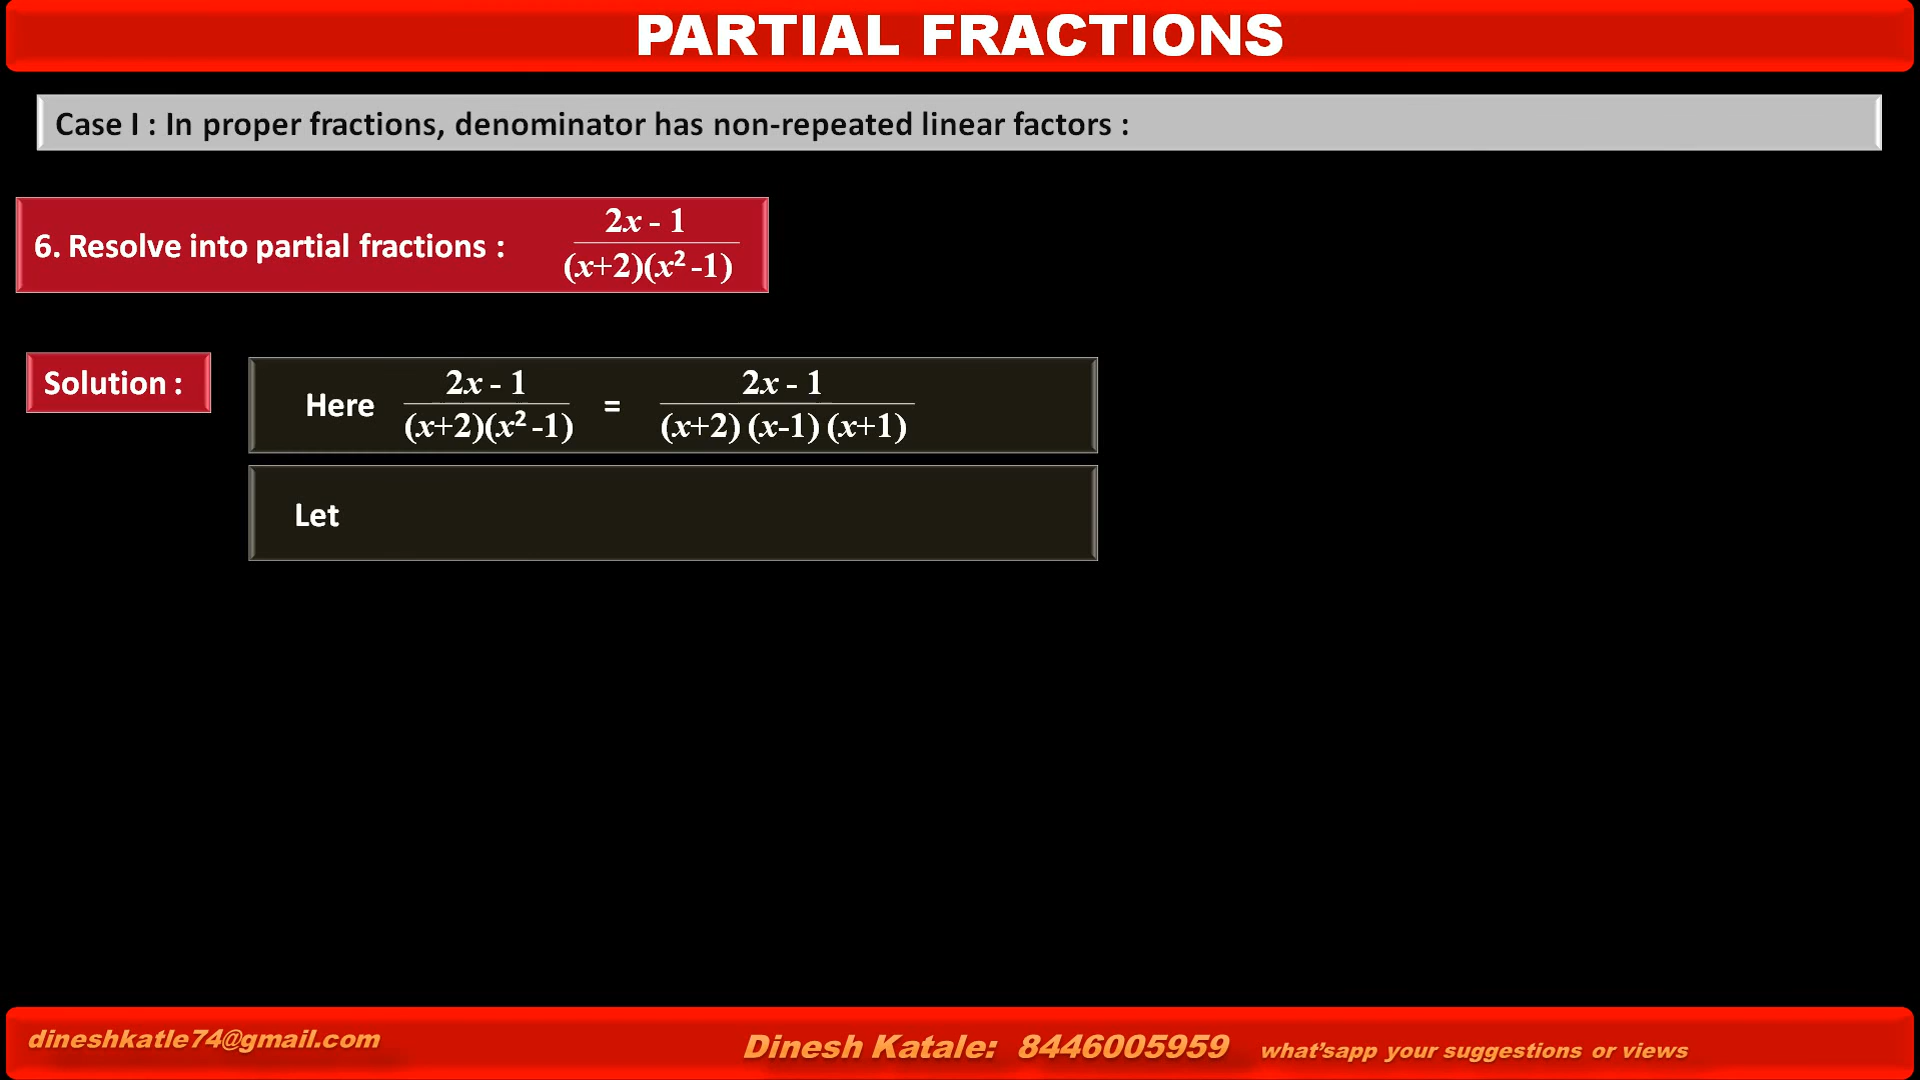 PARTIAL FRACTIONS
Case I : In proper fractions, denominator has non-repeated linear factors :
6. Resolve into partial fractions :
2x - 1
(x+2)(x² -1)
Solution :
Here
2x - 1
(x+2)(x² -1)
=
2x - 1
(x+2) (x-1) (x+1)
Let
dineshkatle74@gmail.com
Dinesh Katale: 8446005959 what'sapp your suggestions or views